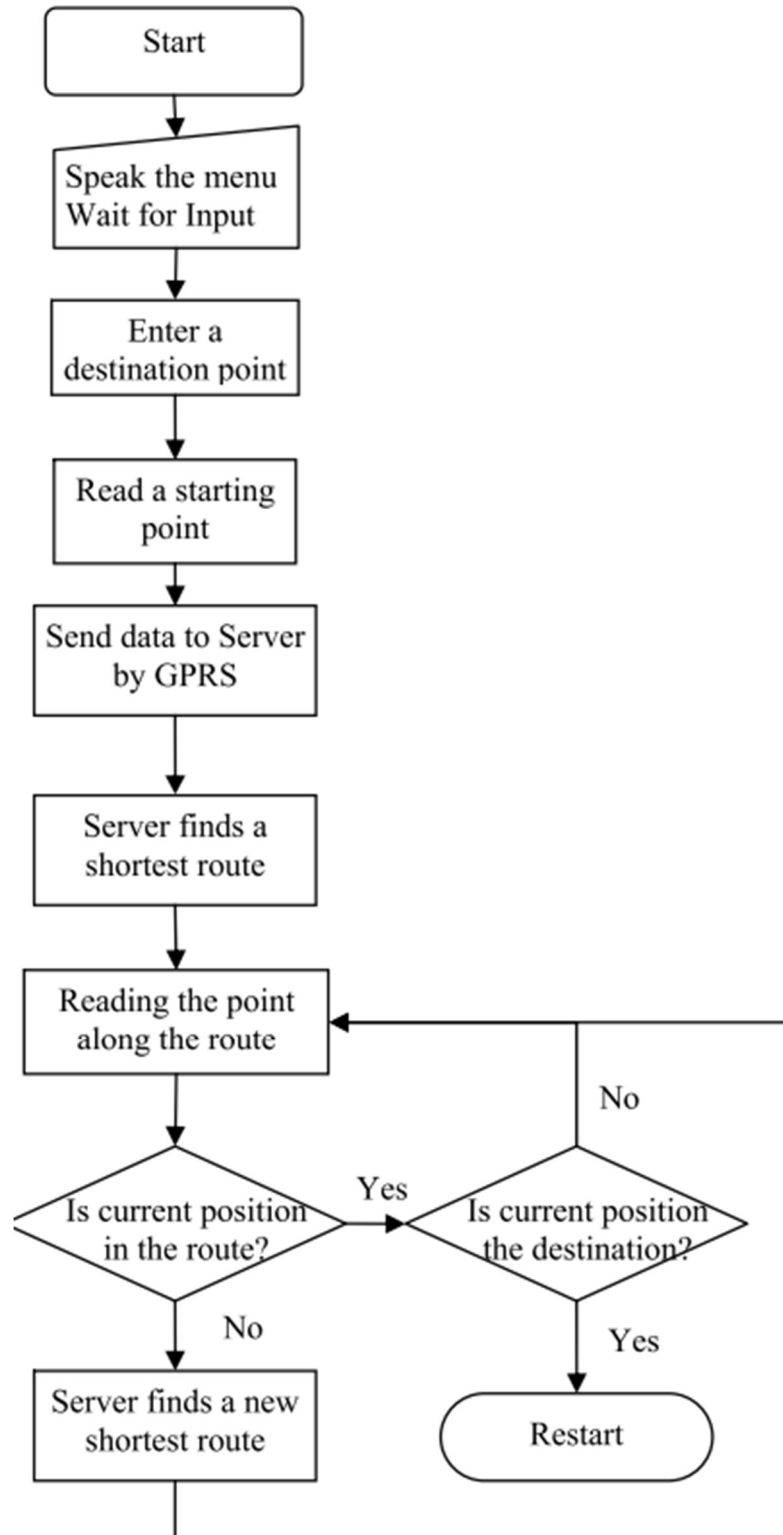 Start
Speak the menu
Wait for Input
Enter a
destination point
Read a starting
point
Send data to Server
by GPRS
Server finds a
shortest route
Reading the point
along the route
No
Yes
Is current position
in the route?
Is current position
the destination?
No
Yes
Server finds a new
shortest route
Restart